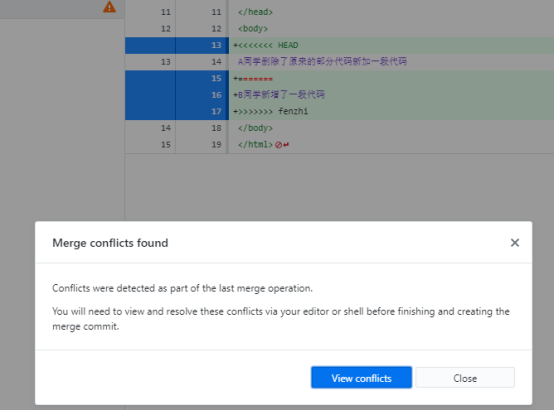 11 11 </head>
12 12 <body>
13 +<<<<<<< HEAD
13 14 A同学删除了原来的部分代码新加一段代码
15 +=======
16 +B同学新增了一段代码
17 +>>>>>>> fenzhi
14 18 </body>
15 19 </html>
Merge conflicts found
Conflicts were detected as part of the last merge operation.
You will need to view and resolve these conflicts via your editor or shell before finishing and creating the
merge commit.
View conflicts Close